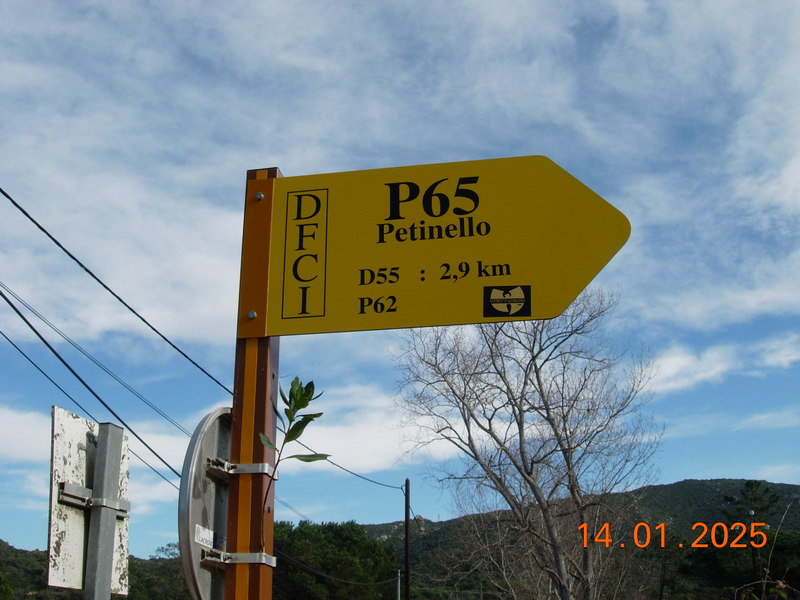 DFCI
P65
Petinello
D55 : 2,9 km
P62
14.01.2025